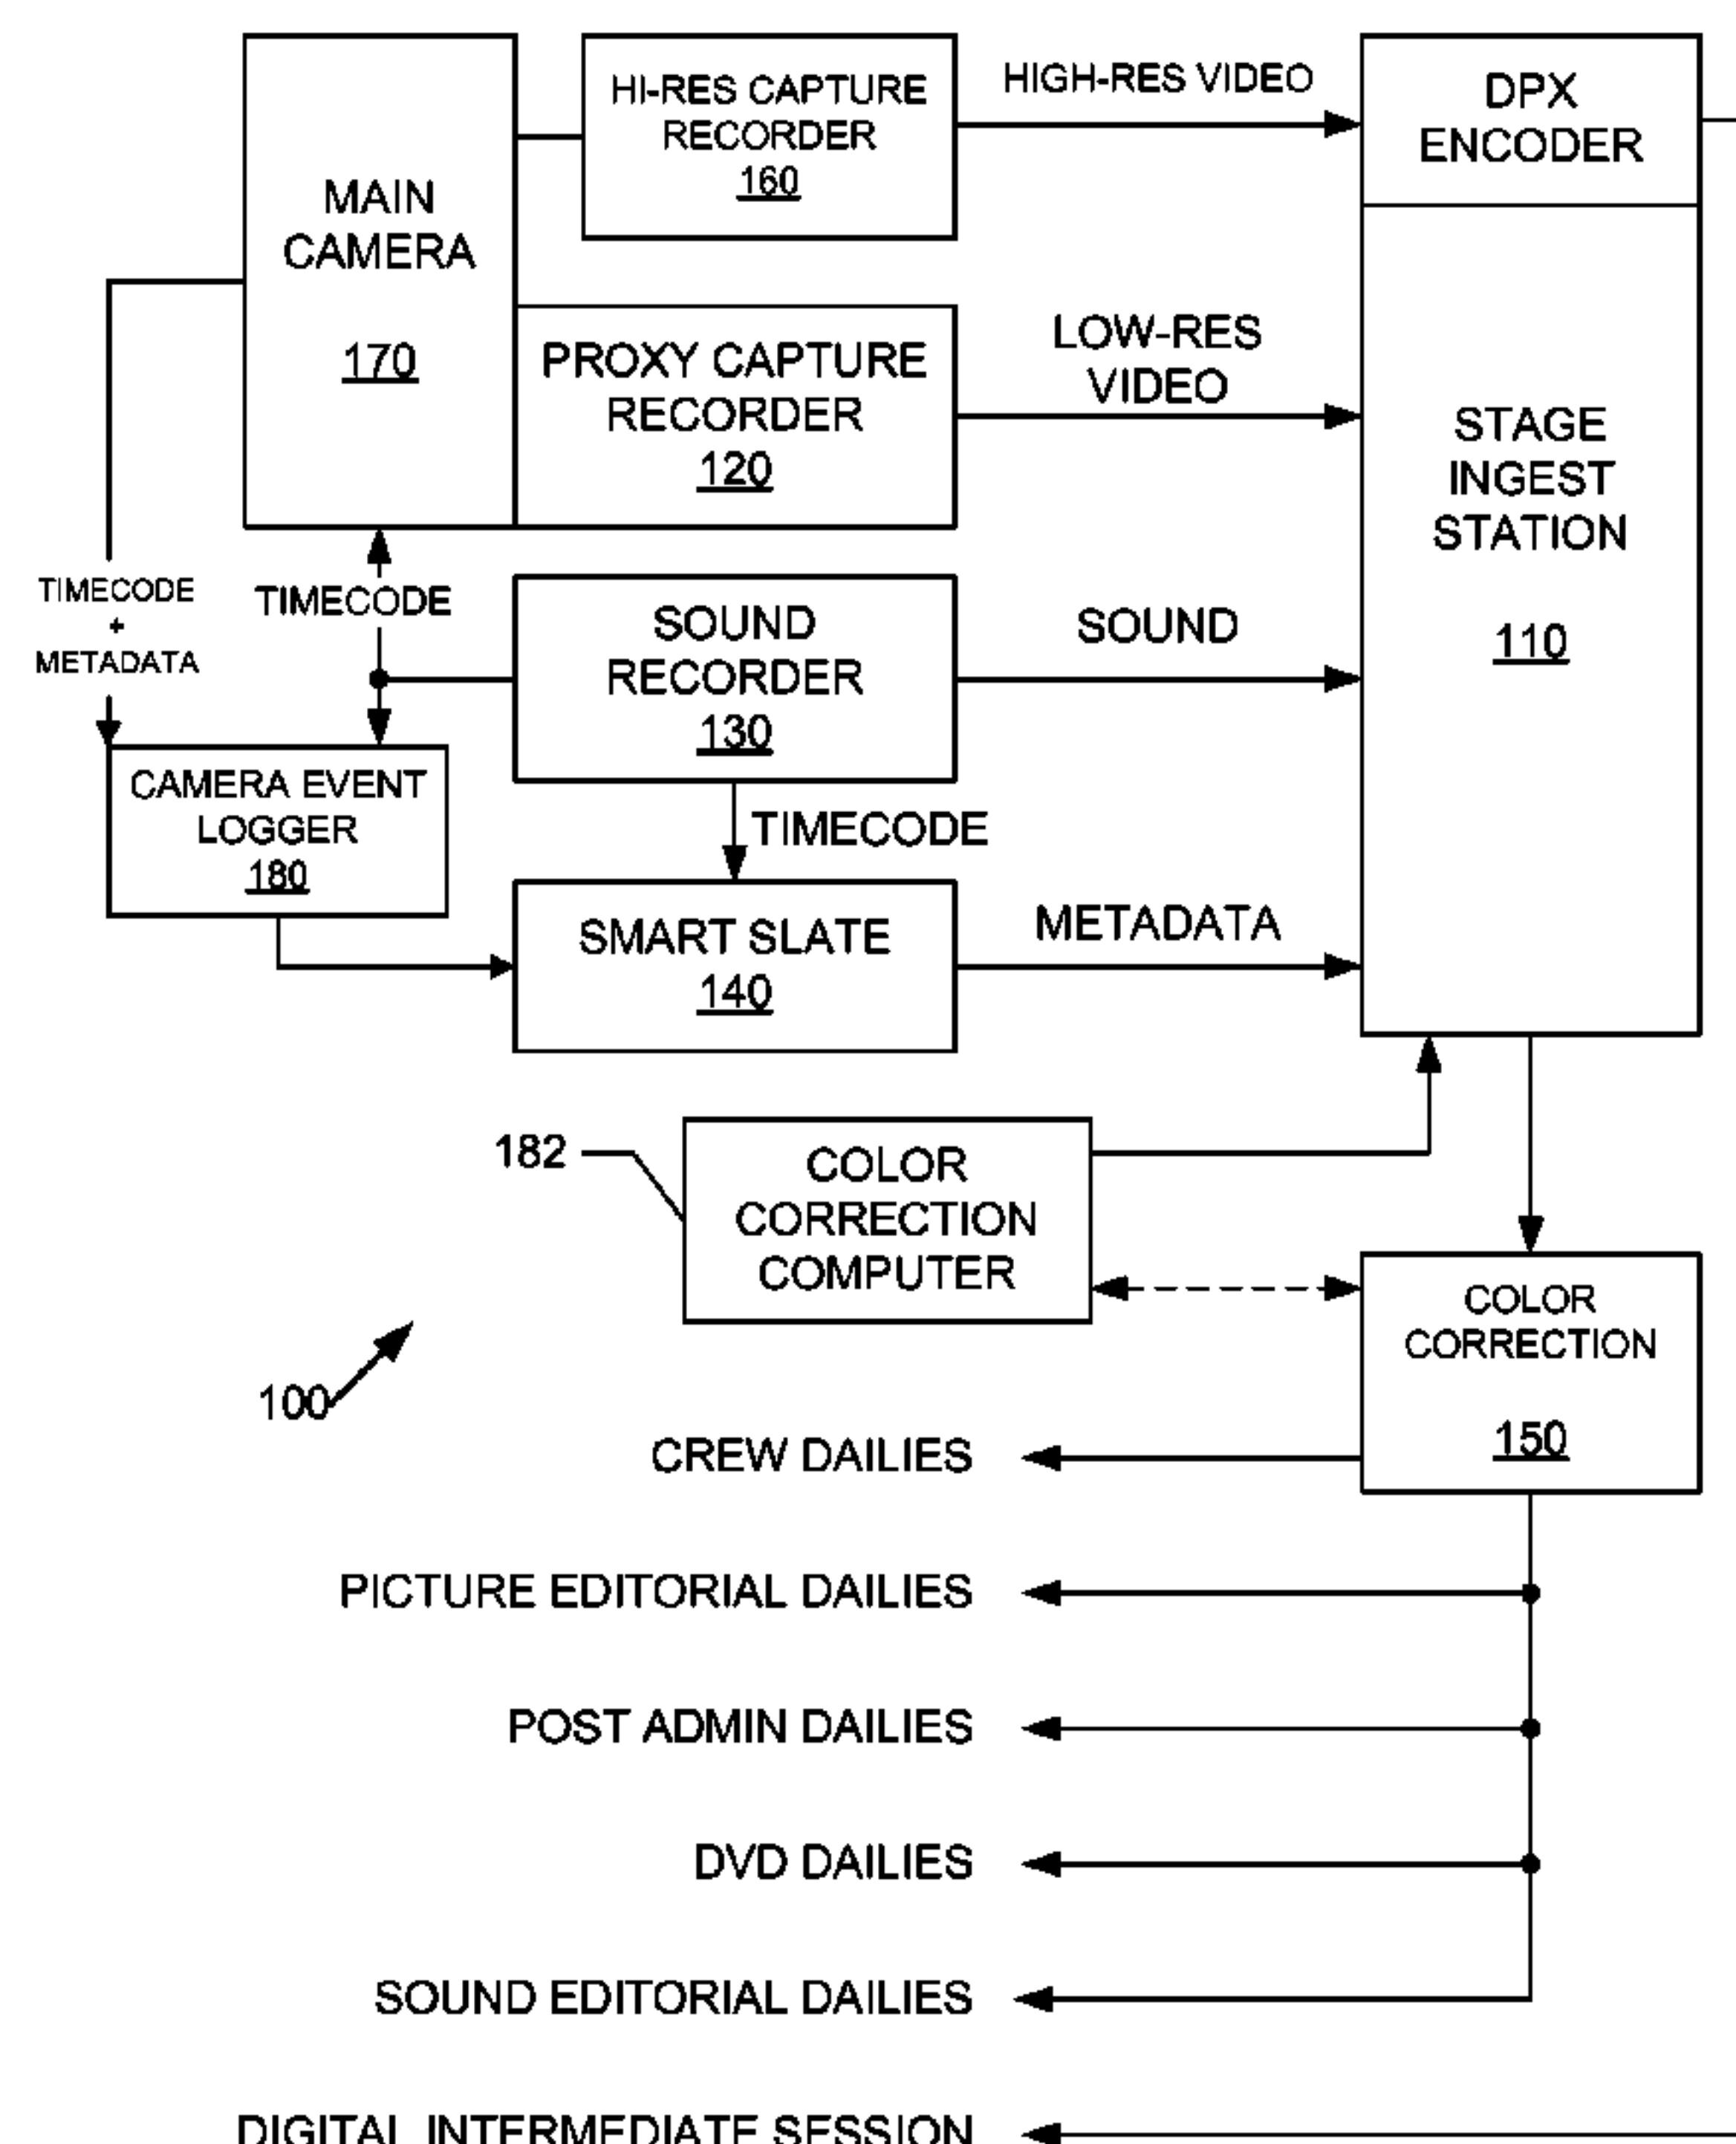 MAIN
CAMERA
170
HI-RES CAPTURE
RECORDER
160
HIGH-RES VIDEO
DPX
ENCODER
PROXY CAPTURE
RECORDER
120
LOW-RES
VIDEO
STAGE
INGEST
STATION
110
TIMECODE
+
METADATA
TIMECODE
SOUND
RECORDER
130
SOUND
CAMERA EVENT
LOGGER
180
TIMECODE
SMART SLATE
140
METADATA
182
COLOR
CORRECTION
COMPUTER
COLOR
CORRECTION
150
100
CREW DAILIES
PICTURE EDITORIAL DAILIES
POST ADMIN DAILIES
DVD DAILIES
SOUND EDITORIAL DAILIES
DIGITAL INTERMEDIATE SESSION